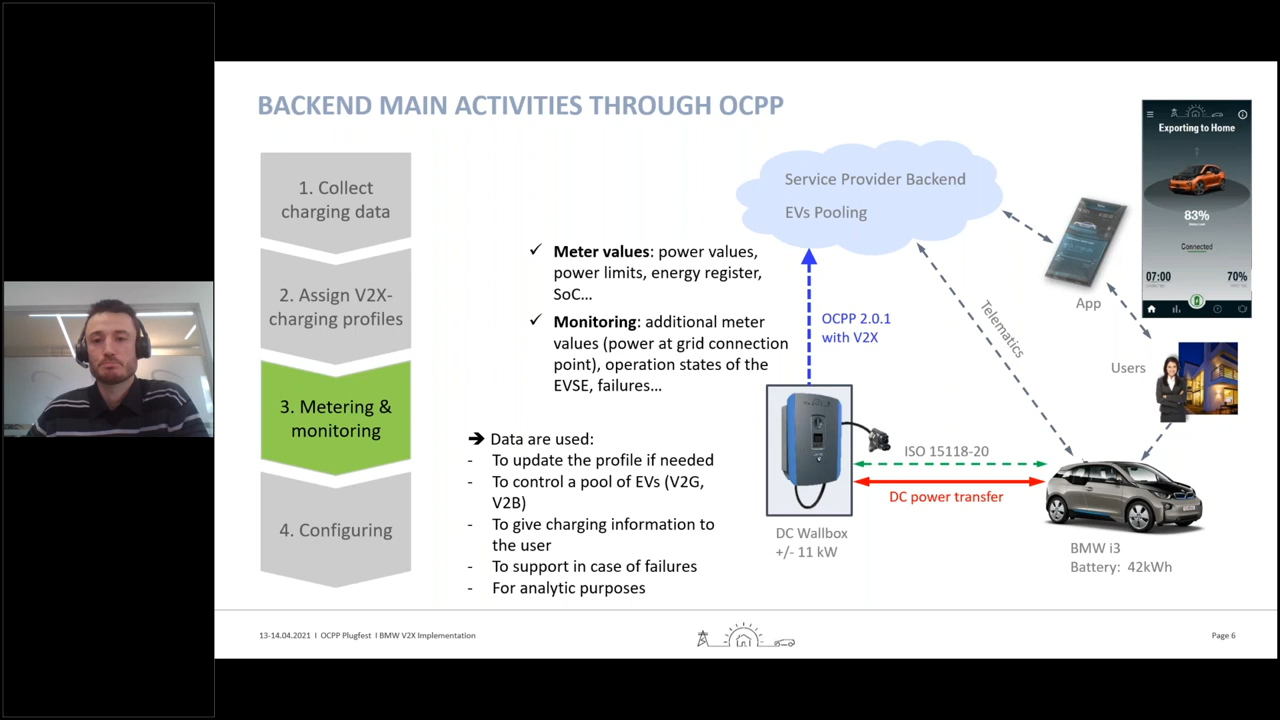 BACKEND MAIN ACTIVITIES THROUGH OCPP
1. Collect
charging data
2. Assign V2X-
charging profiles
3. Metering &
monitoring
4. Configuring
✓ Meter values: power values,
power limits, energy register,
SoC...
✓ Monitoring: additional meter
values (power at grid connection
point), operation states of the
EVSE, failures...
➔ Data are used:
- To update the profile if needed
- To control a pool of EVs (V2G,
V2B)
- To give charging information to
the user
- To support in case of failures
- For analytic purposes
Service Provider Backend
EVs Pooling
OCPP 2.0.1
with V2X
Telematics
App
Users
Exporting to Home
83%
Connected
07:00
70%
ISO 15118-20
DC power transfer
DC Wallbox
+/- 11 kW
BMW i3
Battery: 42kWh
13-14.04.2021 I OCPP Plugfest I BMW V2X Implementation
Page 6